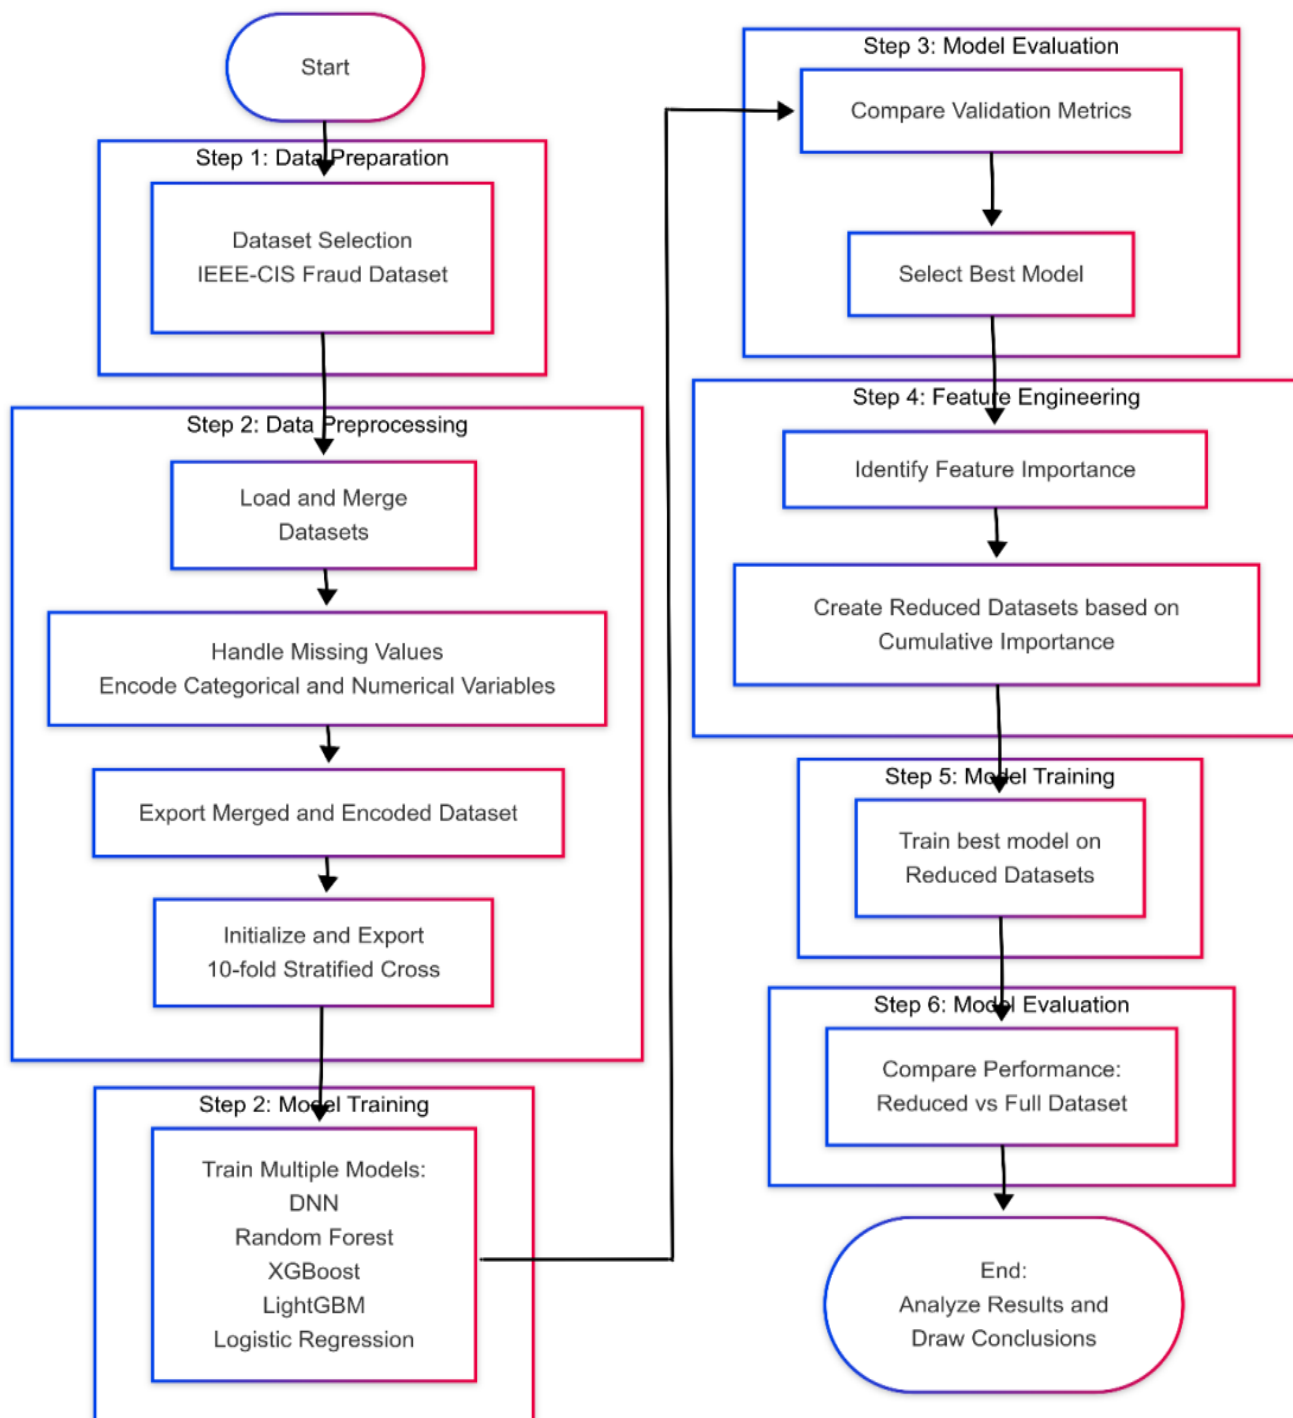 Start
Step 1: Data Preparation
Dataset Selection
IEEE-CIS Fraud Dataset
Step 2: Data Preprocessing
Load and Merge
Datasets
Handle Missing Values
Encode Categorical and Numerical Variables
Export Merged and Encoded Dataset
Initialize and Export
10-fold Stratified Cross
Step 2: Model Training
Train Multiple Models:
DNN
Random Forest
XGBoost
LightGBM
Logistic Regression
Step 3: Model Evaluation
Compare Validation Metrics
Select Best Model
Step 4: Feature Engineering
Identify Feature Importance
Create Reduced Datasets based on
Cumulative Importance
Step 5: Model Training
Train best model on
Reduced Datasets
Step 6: Model Evaluation
Compare Performance:
Reduced vs Full Dataset
End:
Analyze Results and
Draw Conclusions